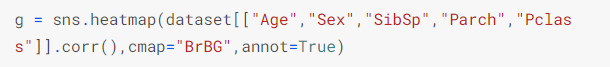 g = sns.heatmap(dataset[["Age","Sex","SibSp","Parch","Pclas
s"]].corr(),cmap="BrBG",annot=True)